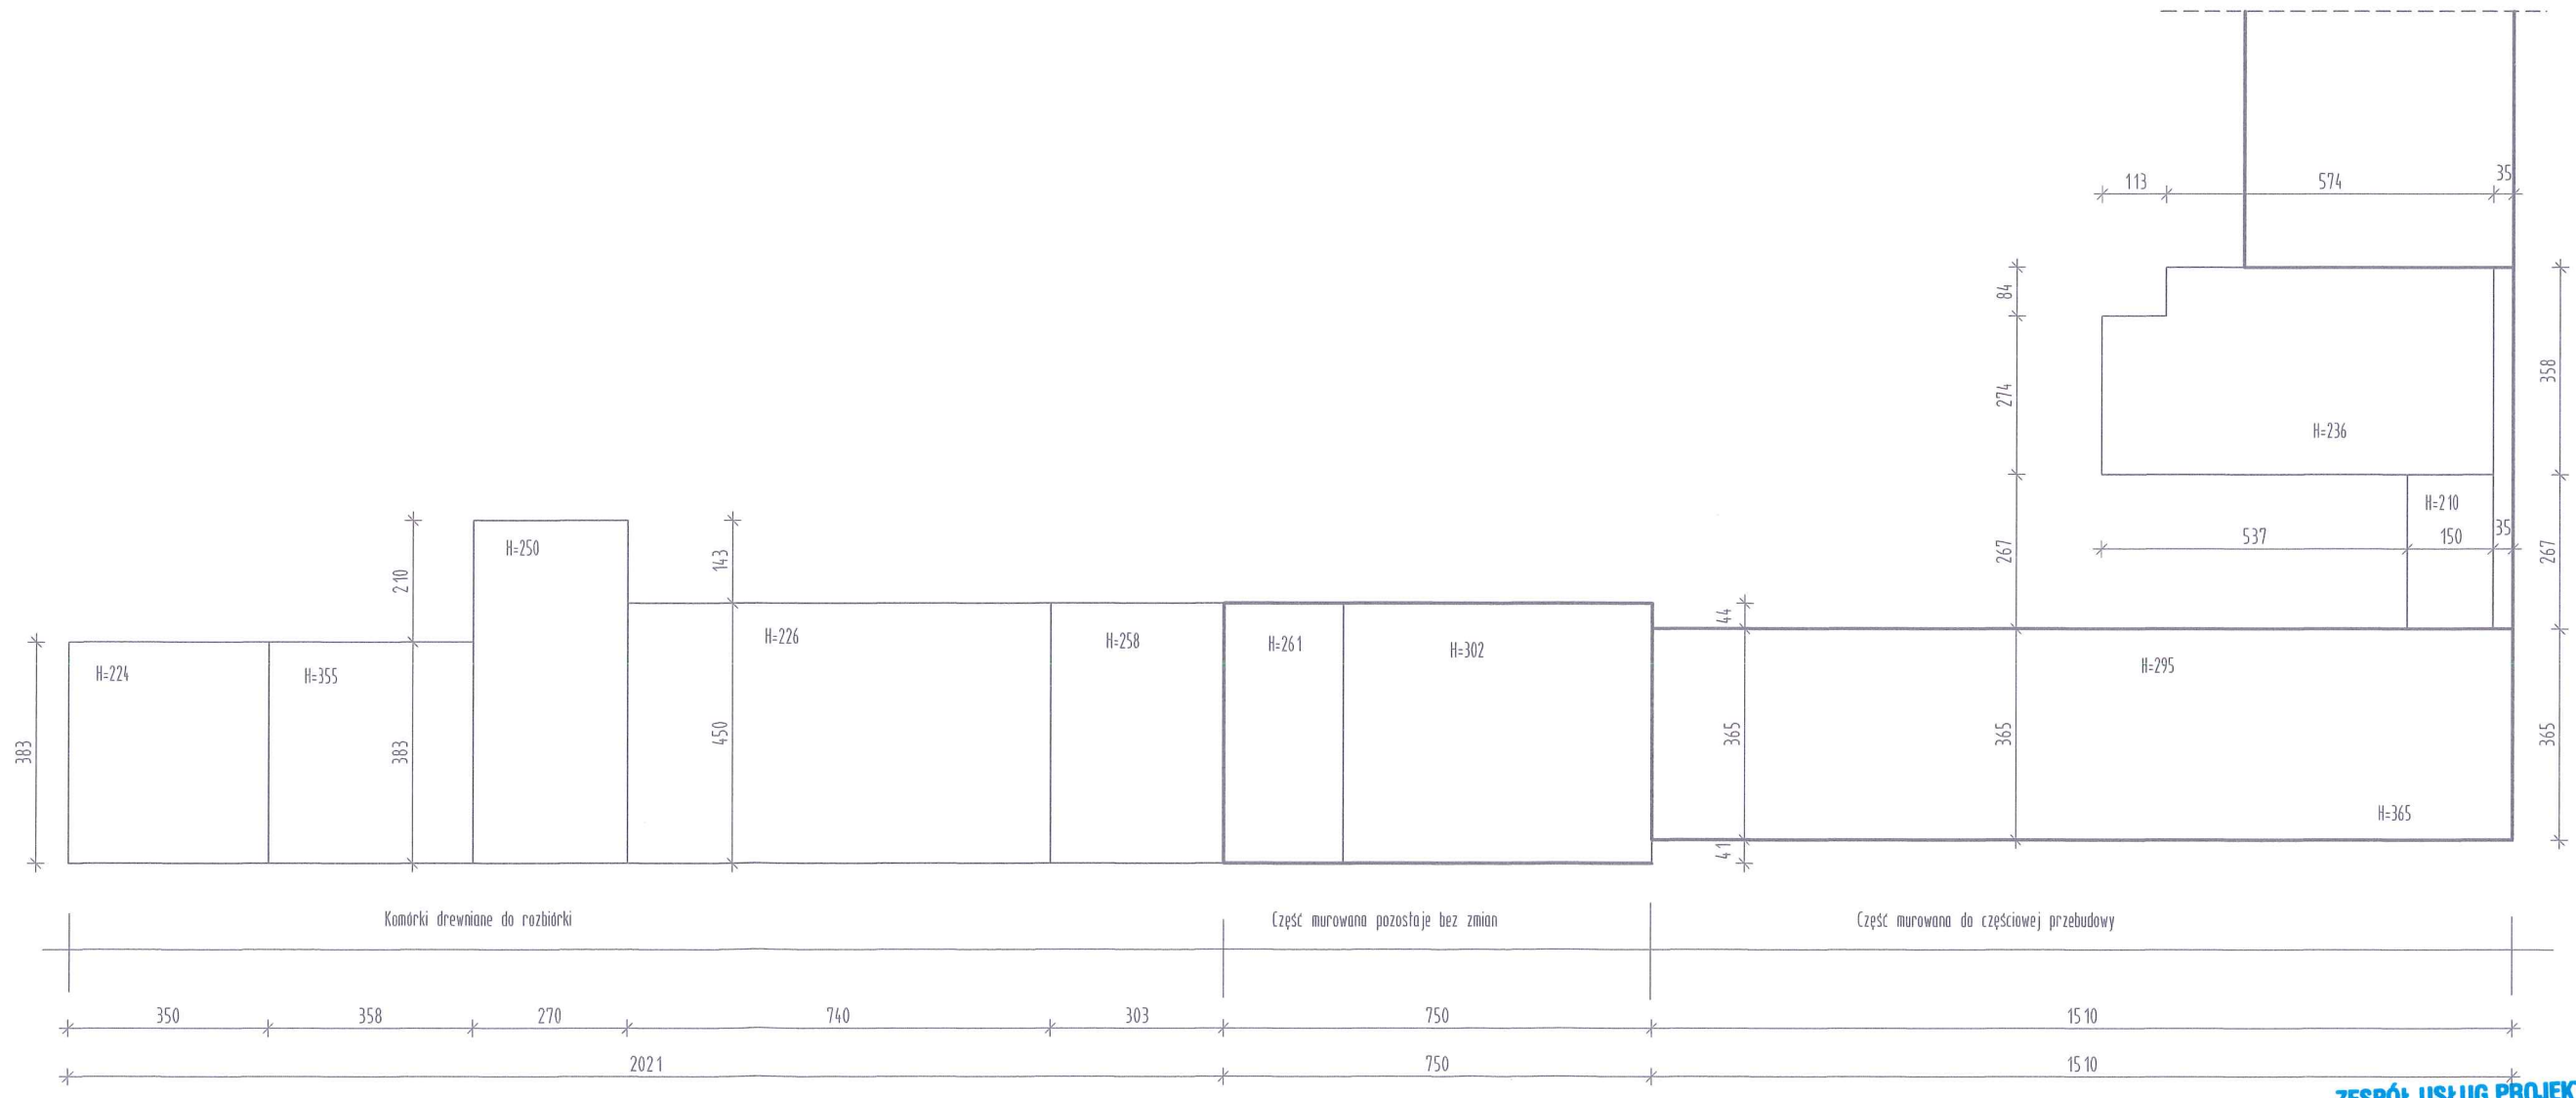 113 574 35
84
274
358
H=236
H=210
537 150 35
267
267
H=250
210
143
H=224
H=355
383
383
H=226
450
H=258
H=261
H=302
44
365
41
H=295
365
365
H=365
Komórki drewniane do rozbiórki
Część murowana pozostaje bez zmian
Część murowana do częściowej przebudowy
350 358 270 740 303 750 1510
2021 750 1510
ZESPÓŁ USŁUG